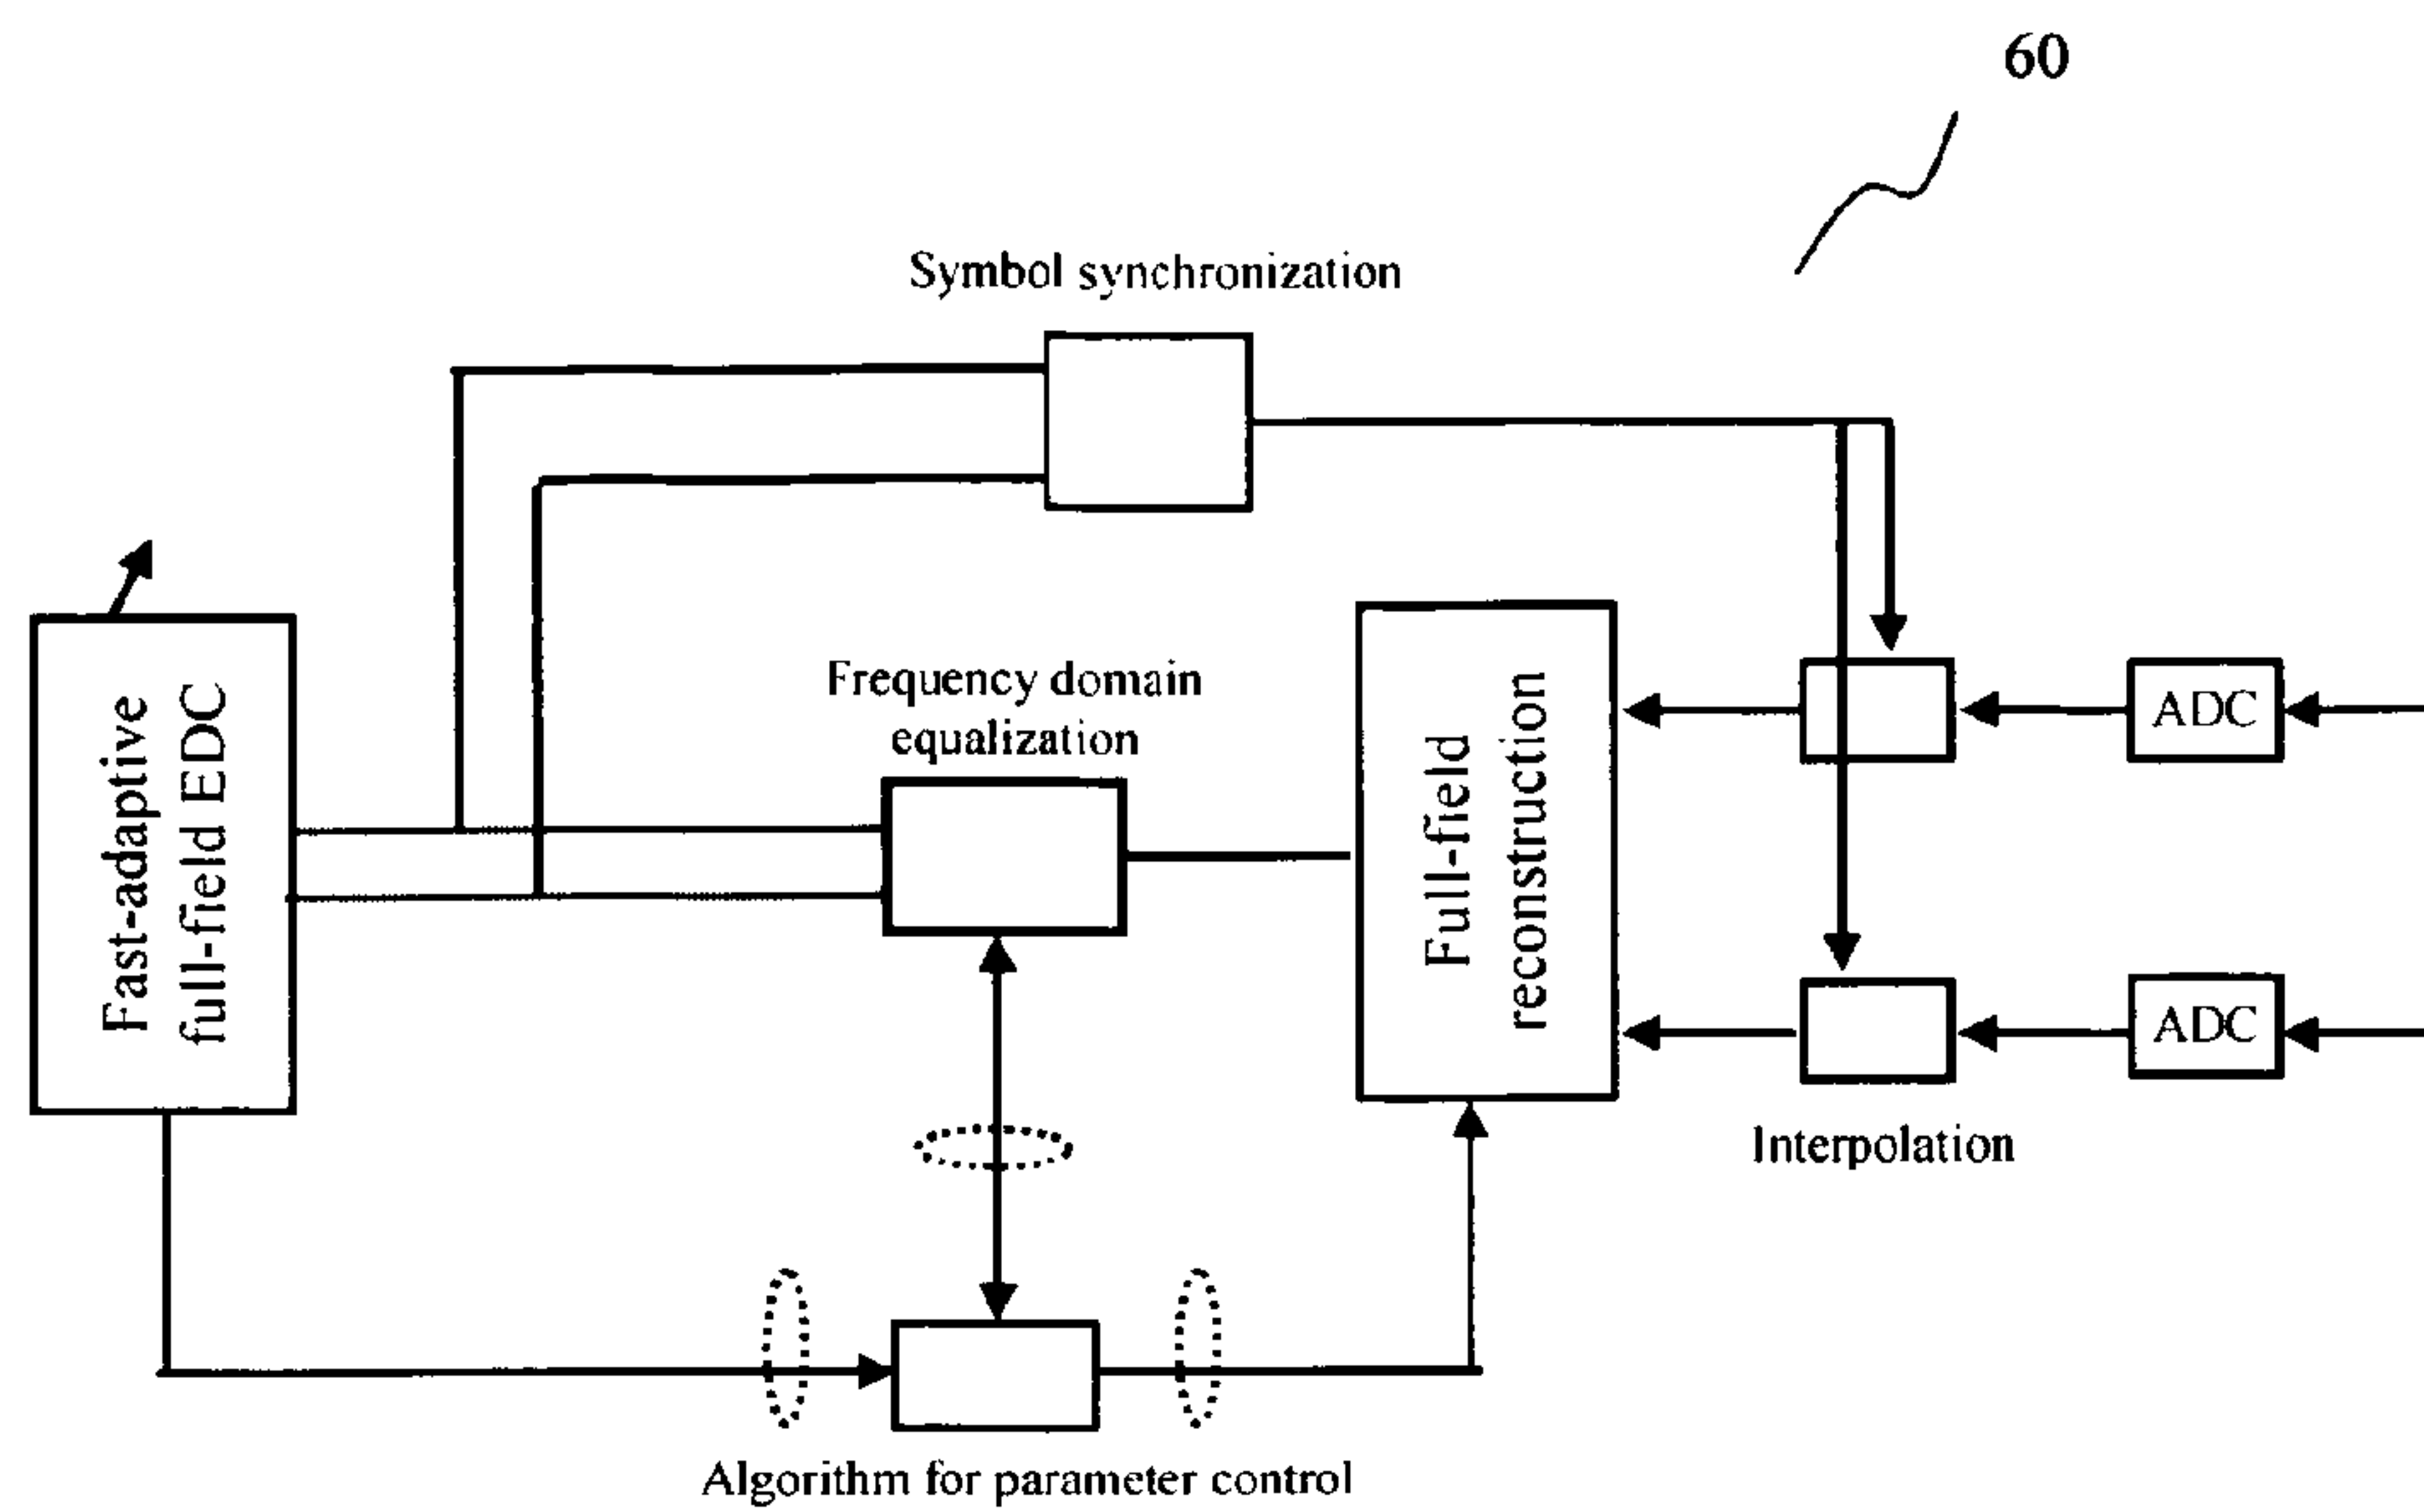 60
Symbol synchronization
Frequency domain
equalization
Fast-adaptive
full-field EDC
Full-field
reconstruction
ADC
ADC
Interpolation
Algorithm for parameter control